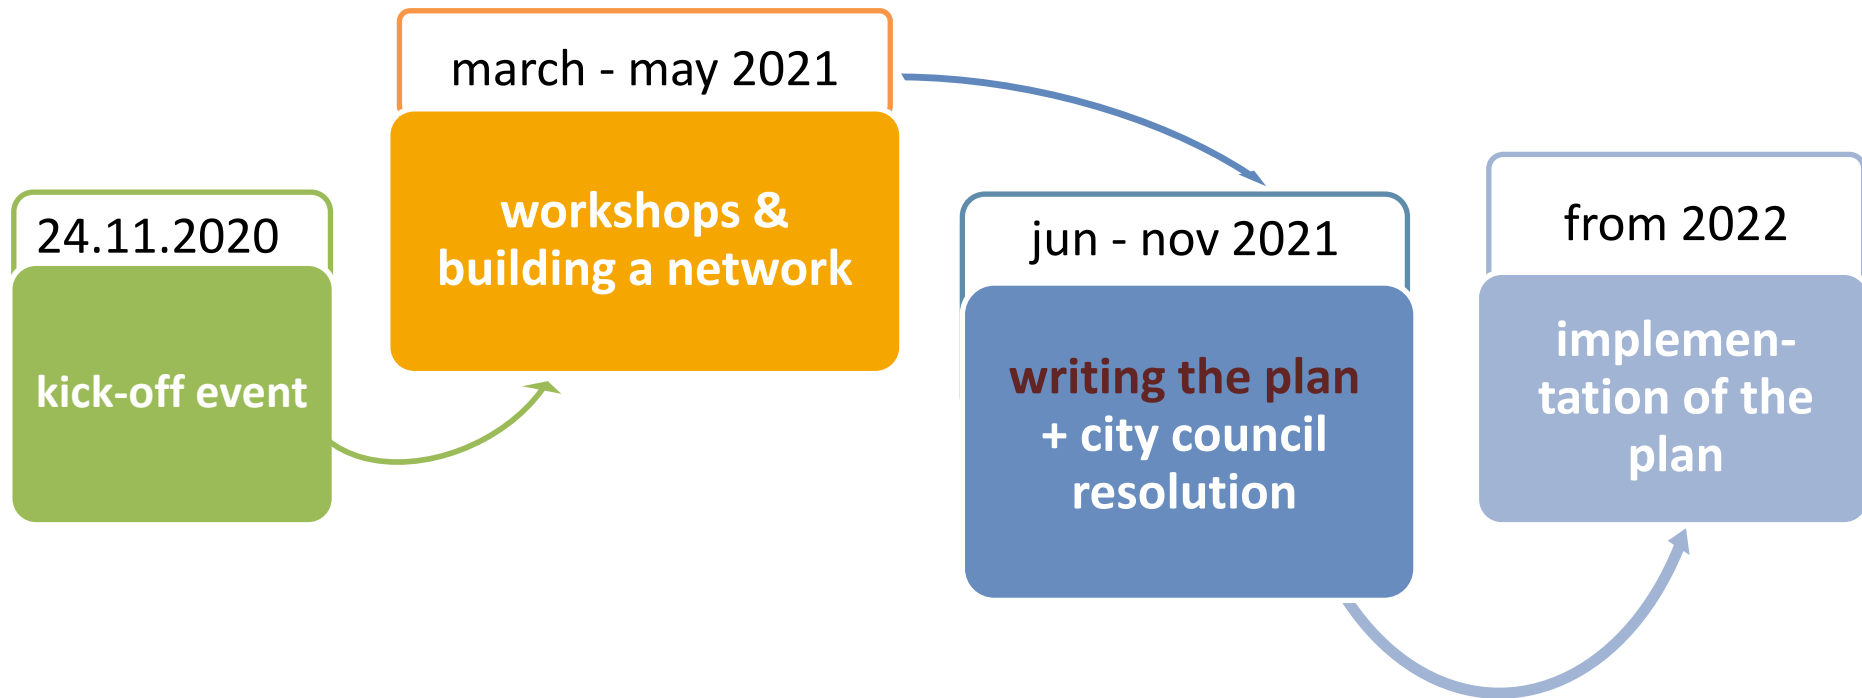 24.11.2020
kick-off event
march - may 2021
workshops &
building a network
jun - nov 2021
writing the plan
+ city council
resolution
from 2022
implemen-
tation of the
plan